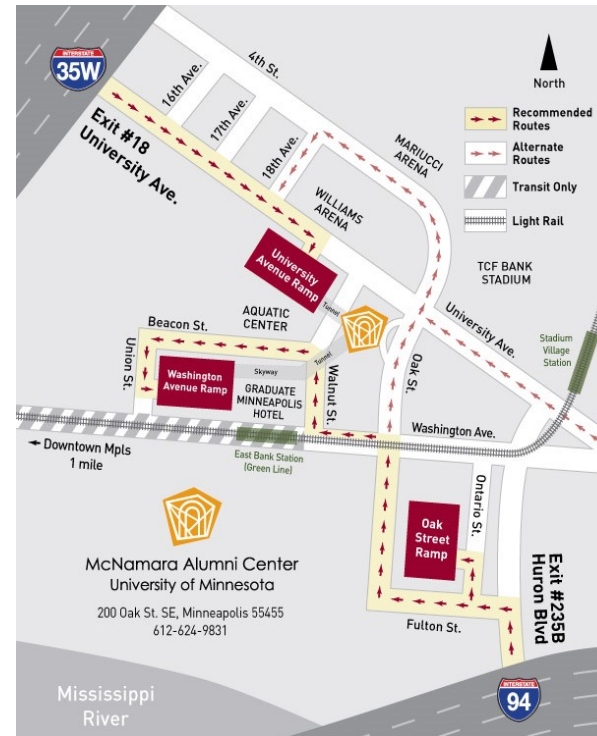 INTERSTATE
35W
4th St.
16th Ave.
17th Ave.
18th Ave.
Exit #18
University Ave.
North
Recommended
Routes
Alternate
Routes
Transit Only
Light Rail
MARIUCCI
ARENA
WILLIAMS
ARENA
TCF BANK
STADIUM
University
Avenue Ramp
Tunnel
AQUATIC
CENTER
University Ave.
Stadium
Village
Station
Beacon St.
Union St.
Washington
Avenue Ramp
Skyway
Tunnel
GRADUATE
MINNEAPOLIS
HOTEL
Walnut St.
Oak St.
Washington Ave.
Downtown Mpls
1 mile
East Bank Station
(Green Line)
Ontario St.
Oak
Street
Ramp
Exit #235B
Huron Blvd
Fulton St.
McNamara Alumni Center
University of Minnesota
200 Oak St. SE, Minneapolis 55455
612-624-9831
Mississippi
River
INTERSTATE
94